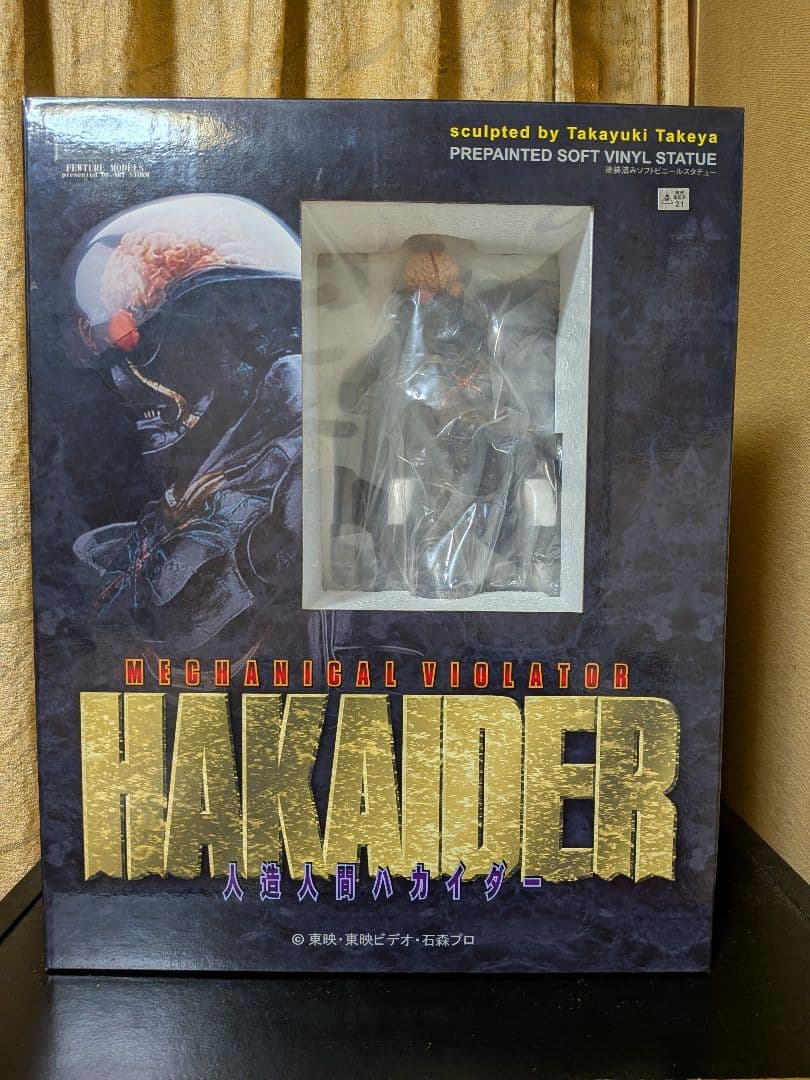 sculpted by Takayuki Takeya
PREPAINTED SOFT VINYL STATUE
塗装済みソフトビニールスタチュー
FEWTURE MODELS
presented by ART STORM
21
MECHANICAL VIOLATOR
HAKAIDER
人造人間ハカイダー
© 東映・東映ビデオ・石森プロ